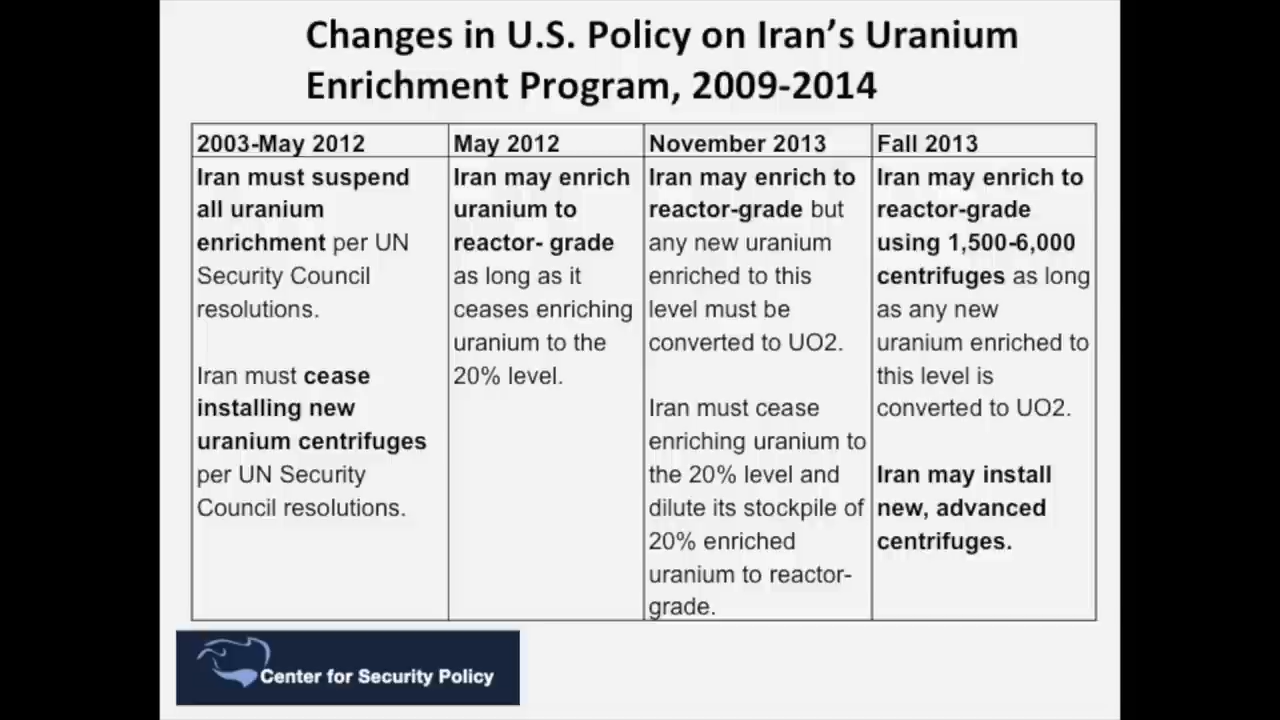 Changes in U.S. Policy on Iran’s Uranium
Enrichment Program, 2009-2014
2003-May 2012
Iran must suspend
all uranium
enrichment per UN
Security Council
resolutions.
Iran must cease
installing new
uranium centrifuges
per UN Security
Council resolutions.
May 2012
Iran may enrich
uranium to
reactor- grade
as long as it
ceases enriching
uranium to the
20% level.
November 2013
Iran may enrich to
reactor-grade but
any new uranium
enriched to this
level must be
converted to UO2.
Iran must cease
enriching uranium to
the 20% level and
dilute its stockpile of
20% enriched
uranium to reactor-
grade.
Fall 2013
Iran may enrich to
reactor-grade
using 1,500-6,000
centrifuges as long
as any new
uranium enriched to
this level is
converted to UO2.
Iran may install
new, advanced
centrifuges.
Center for Security Policy